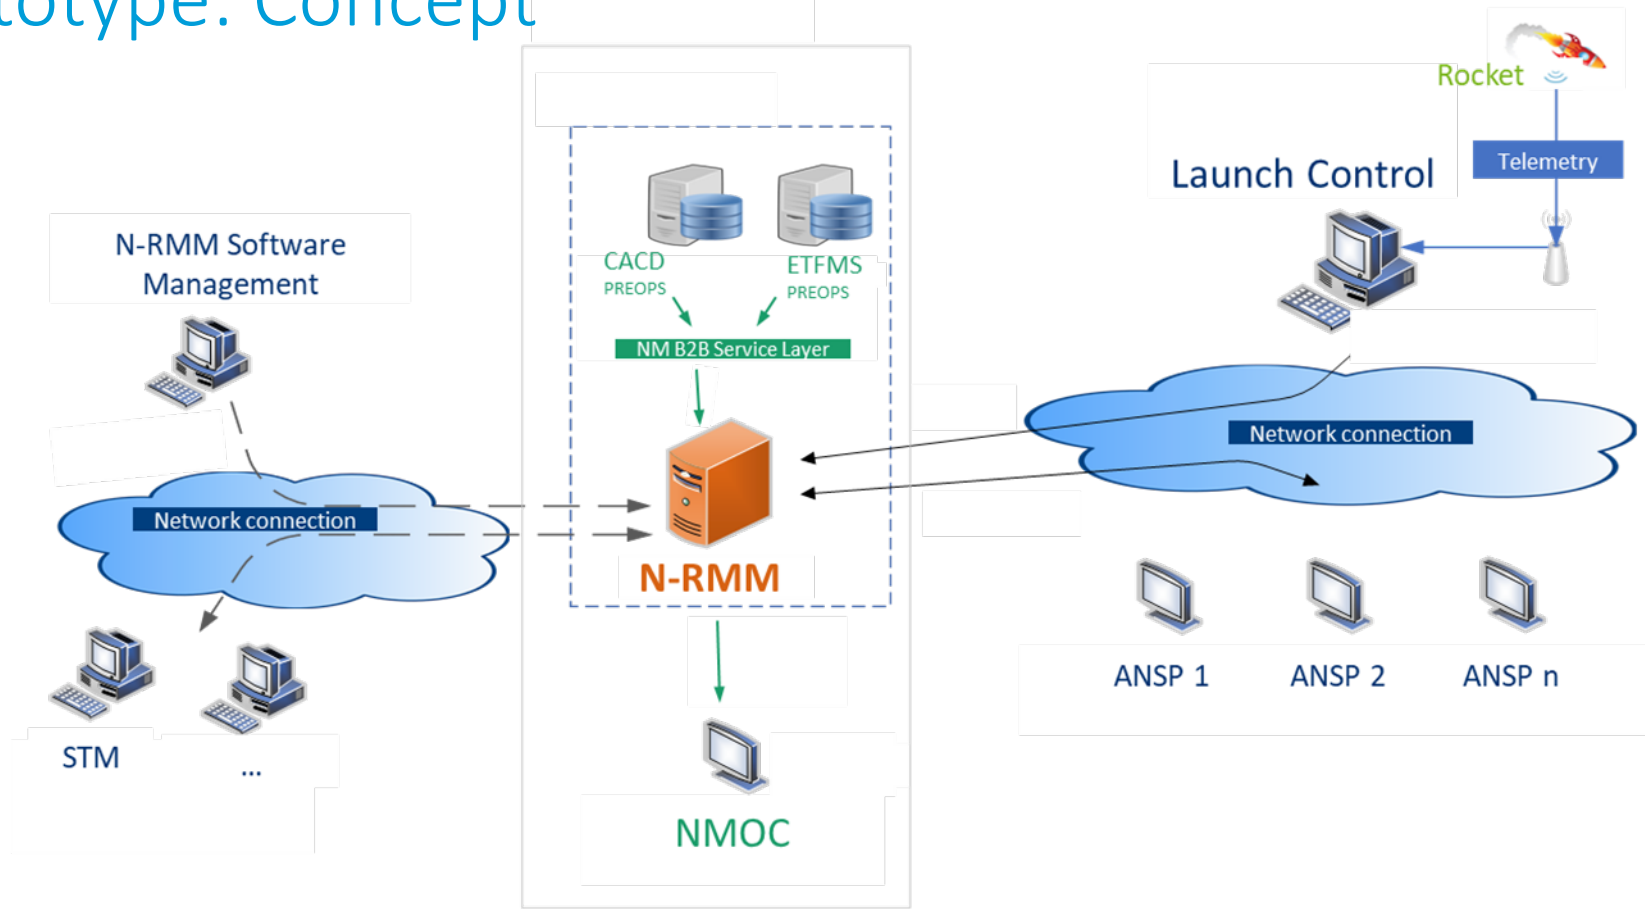 totype: Concept
Rocket
Telemetry
Launch Control
N-RMM Software
Management
CACD
PREOPS
ETFMS
PREOPS
NM B2B Service Layer
Network connection
Network connection
N-RMM
ANSP 1
ANSP 2
ANSP n
STM
...
NMOC